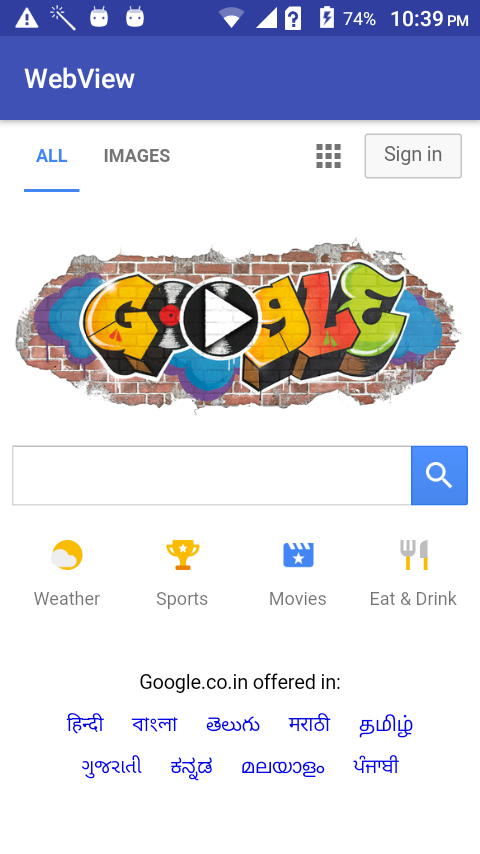 74% 10:39 PM
WebView
ALL IMAGES Sign in
GOOGLE
Weather Sports Movies Eat & Drink
Google.co.in offered in:
हिन्दी বাংলা తెలుగు मराठी தமிழ்
ગુજરાતી ಕನ್ನಡ മലയാളം ਪੰਜਾਬੀ